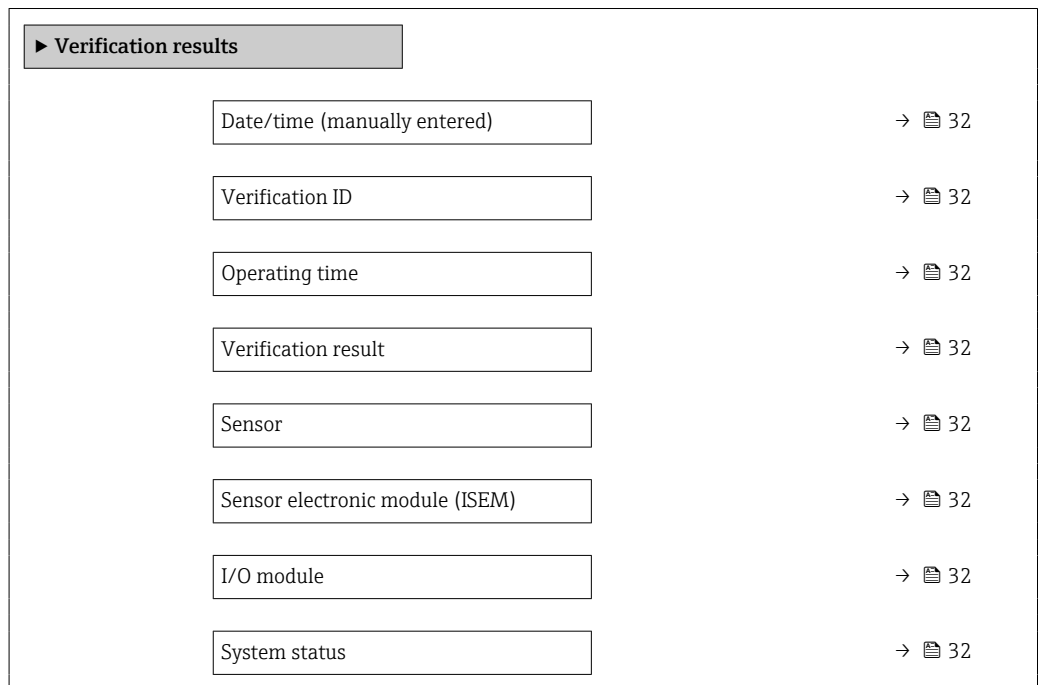 ▶ Verification results
Date/time (manually entered) → 32
Verification ID → 32
Operating time → 32
Verification result → 32
Sensor → 32
Sensor electronic module (ISEM) → 32
I/O module → 32
System status → 32